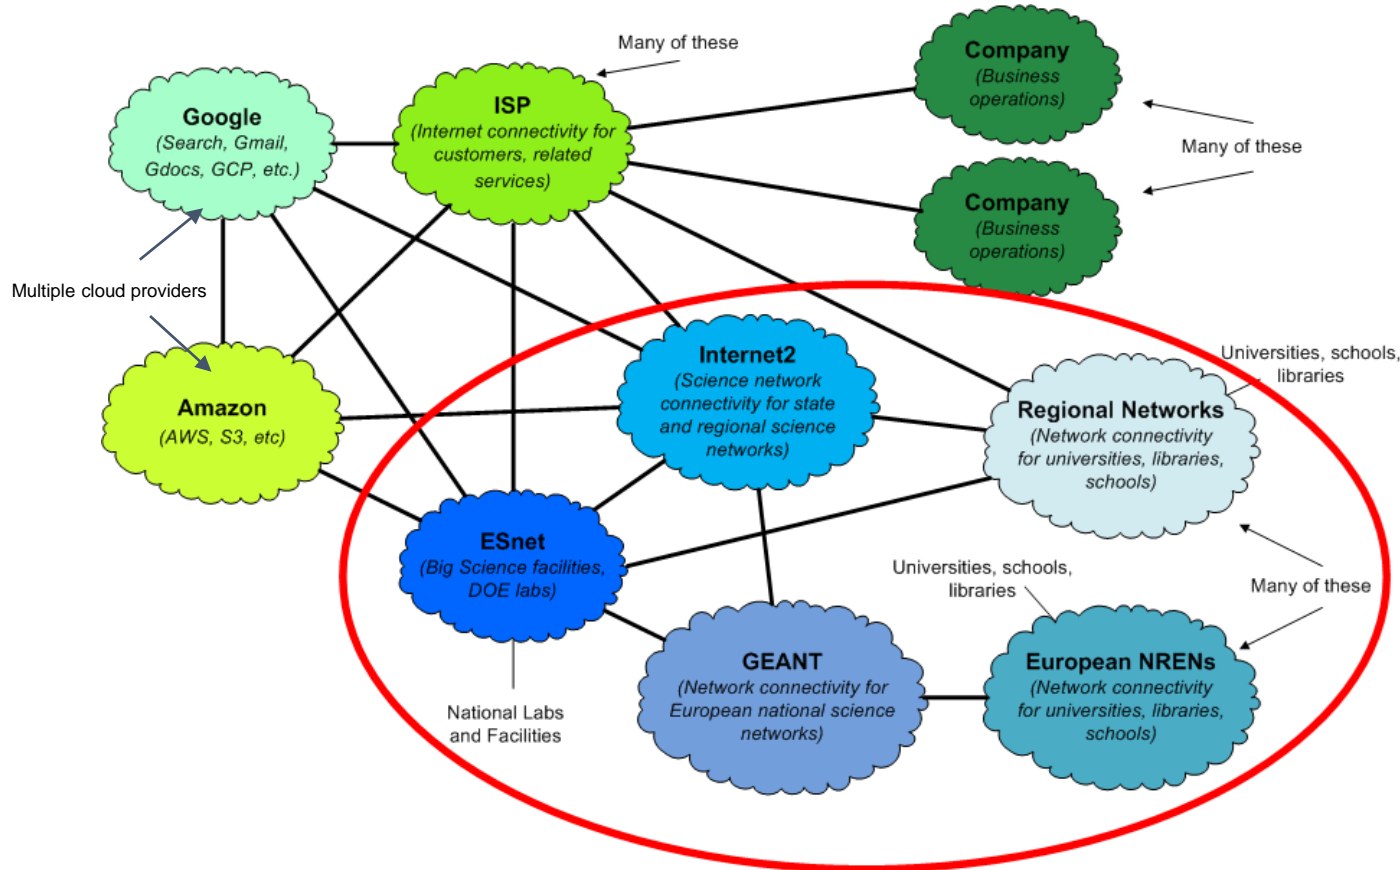 Many of these
Company
(Business
operations)
Google
(Search, Gmail,
Gdocs, GCP, etc.)
ISP
(Internet connectivity for
customers, related
services)
Many of these
Company
(Business
operations)
Multiple cloud providers
Internet2
(Science network
connectivity for state
and regional science
networks)
Universities, schools,
libraries
Amazon
(AWS, S3, etc)
Regional Networks
(Network connectivity
for universities, libraries,
schools)
ESnet
(Big Science facilities,
DOE labs)
Universities, schools,
libraries
Many of these
GEANT
(Network connectivity for
European national science
networks)
European NRENs
(Network connectivity
for universities, libraries,
schools)
National Labs
and Facilities